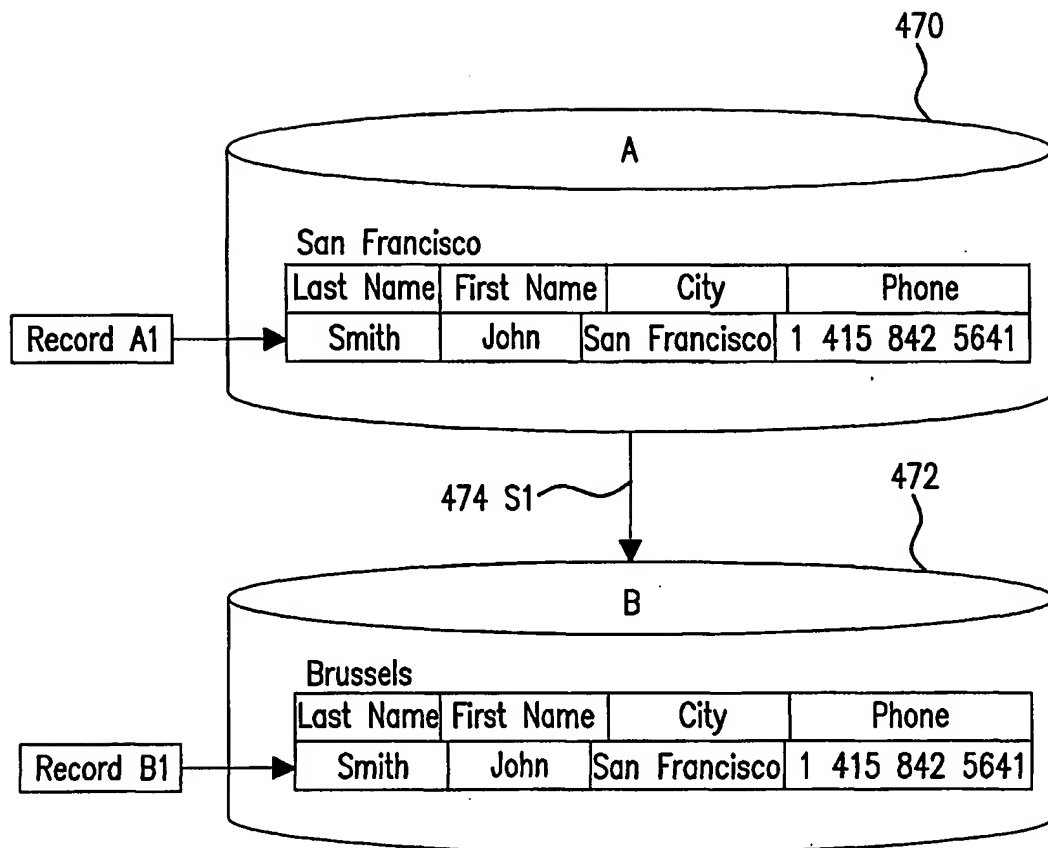 470
A
San Francisco
Last Name First Name City Phone
Record A1 Smith John San Francisco 1 415 842 5641
474 S1
472
B
Brussels
Last Name First Name City Phone
Record B1 Smith John San Francisco 1 415 842 5641